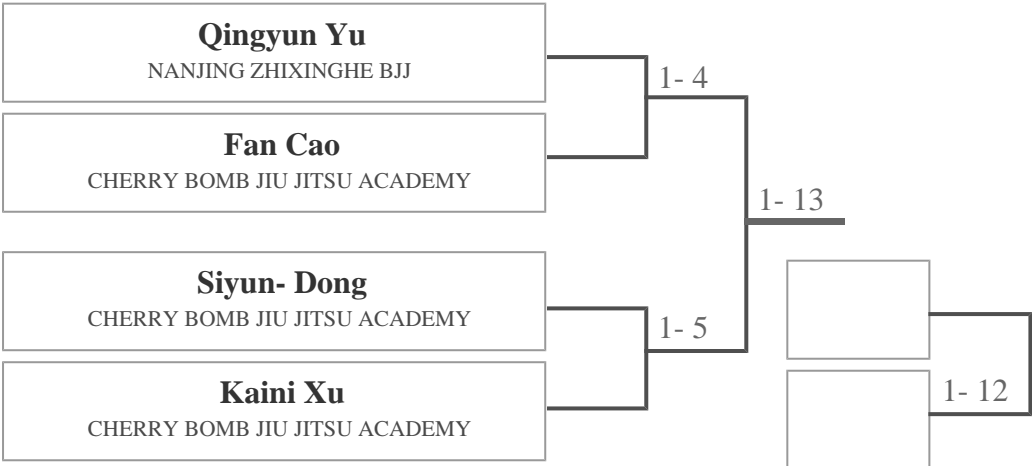 Qingyun Yu
NANJING ZHIXINGHE BJJ
1- 4
Fan Cao
CHERRY BOMB JIU JITSU ACADEMY
1- 13
Siyun- Dong
CHERRY BOMB JIU JITSU ACADEMY
1- 5
Kaini Xu
CHERRY BOMB JIU JITSU ACADEMY
1- 12